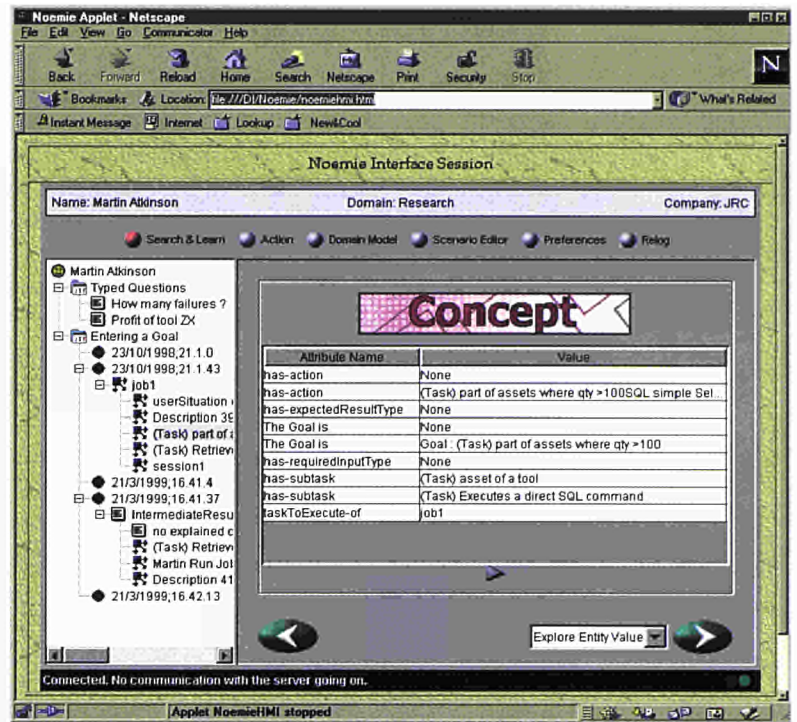 Noemie Applet - Netscape
File Edit View Go Communicator Help
Back Forward Reload Home Search Netscape Print Security Stop
N
Bookmarks Location: file:///D|/Noemie/noemiehmi.htm What's Related
Instant Message Internet Lookup New&Cool
Noemie Interface Session
Name: Martin Atkinson Domain: Research Company: JRC
Search & Learn Action Domain Model Scenario Editor Preferences Relog
Martin Atkinson
Typed Questions
How many failures ?
Profit of tool ZX
Entering a Goal
23/10/1998;21.1.0
23/10/1998;21.1.43
job1
userSituation
Description 39
(Task) part of
(Task) Retriev
session1
21/3/1999;16.41.4
21/3/1999;16.41.37
IntermediateResu
no explained c
(Task) Retriev
Martin Run Jo
Description 41
21/3/1999;16.42.13
Concept
Attribute Name Value
has-action None
has-action (Task) part of assets where qty >100SQL simple Sel...
has-expectedResultType None
The Goal is None
The Goal is Goal : (Task) part of assets where qty >100
has-requiredInputType None
has-subtask (Task) asset of a tool
has-subtask (Task) Executes a direct SQL command
taskToExecute-of job1
Explore Entity Value
Connected. No communication with the server going on.
Applet NoemieHMI stopped